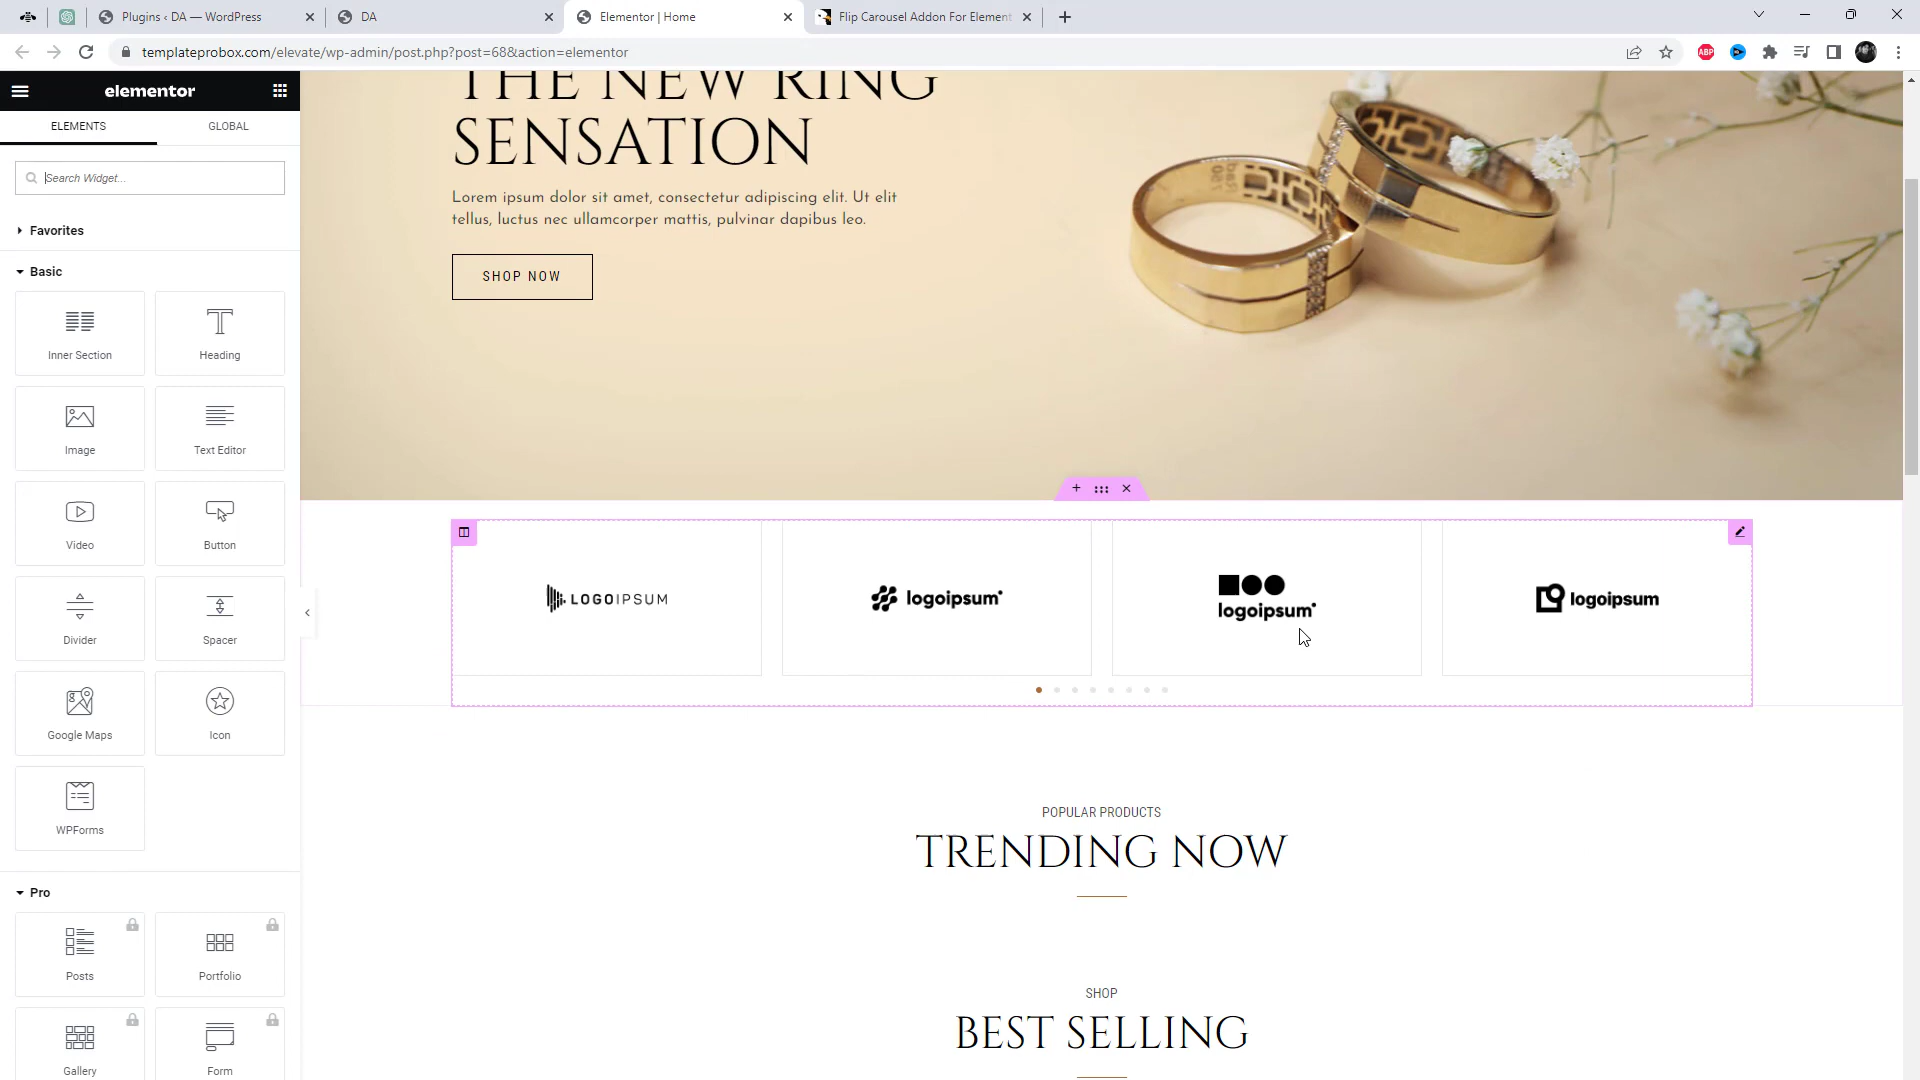 Plugins ‹ DA — WordPress
DA
Elementor | Home
Flip Carousel Addon For Element
templateprobox.com/elevate/wp-admin/post.php?post=68&action=elementor
ABP
elementor
ELEMENTS
GLOBAL
Search Widget...
Favorites
Basic
Inner Section
Heading
Image
Text Editor
Video
Button
Divider
Spacer
Google Maps
Icon
WPForms
Pro
Posts
Portfolio
Gallery
Form
THE NEW RING
SENSATION
Lorem ipsum dolor sit amet, consectetur adipiscing elit. Ut elit
tellus, luctus nec ullamcorper mattis, pulvinar dapibus leo.
SHOP NOW
LOGOIPSUM
logoipsum
logoipsum
logoipsum
POPULAR PRODUCTS
TRENDING NOW
SHOP
BEST SELLING